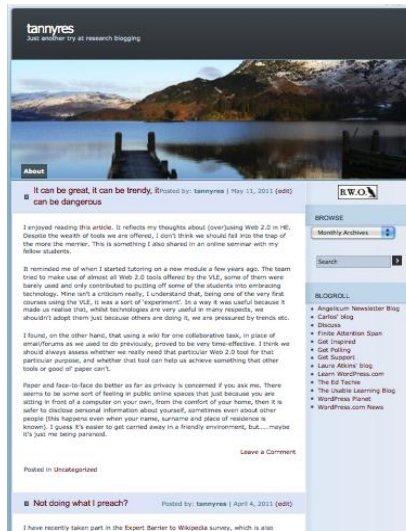 tannyres
Just another try at research blogging
About
It can be great, it can be trendy, it
can be dangerous
Posted by: tannyres | May 11, 2011 (edit)
I enjoyed reading this article. It reflects my thoughts about (over)using Web 2.0 in HE.
Despite the wealth of tools we are offered, I don't think we should fall into the trap of
the more the merrier. This is something I also shared in an online seminar with my
fellow students.
It reminded me of when I started tutoring on a new module a few years ago. The team
tried to make use of almost all Web 2.0 tools offered by the VLE, some of them were
barely used and only contributed to putting off some of the students into embracing
technology. Mine isn't a criticism really, I understand that, being one of the very first
courses using the VLE, it was a sort of 'experiment'. In a way it was useful because it
made us realise that, whilst technologies are very useful in many respects, we
shouldn't adopt them just because others are doing it, we are pressured by trends etc.
I found, on the other hand, that using a wiki for one collaborative task, in place of
email/forums as we used to do previously, proved to be very time-effective. I think we
should always assess whether we really need that particular Web 2.0 tool for that
particular purpose, and whether that tool can help us achieve something that other
tools or good ol' paper can't.
Paper and face-to-face do better as far as privacy is concerned if you ask me. There
seems to be some sort of feeling in public online spaces that just because you are
sitting in front of a computer on your own, from the comfort of your home, then it is
safer to disclose personal information about yourself, sometimes even about other
people (this happens even when your name, surname and place of residence is
known). I guess it's easier to get carried away in a friendly environment, but.....maybe
it's just me being paranoid.
Leave a Comment
Posted in Uncategorized
Not doing what I preach?
Posted by: tannyres | April 4, 2011 (edit)
I have recently taken part in the Expert Barrier to Wikipedia survey, which is also
R.W.O.
BROWSE
Monthly Archives
Search
BLOGROLL
Angelicum Newsletter Blog
Carlos' blog
Discuss
Finite Attention Span
Get Inspired
Get Polling
Get Support
Laura Atkins' blog
Learn WordPress.com
The Ed Techie
The Usable Learning Blog
WordPress Planet
WordPress.com News